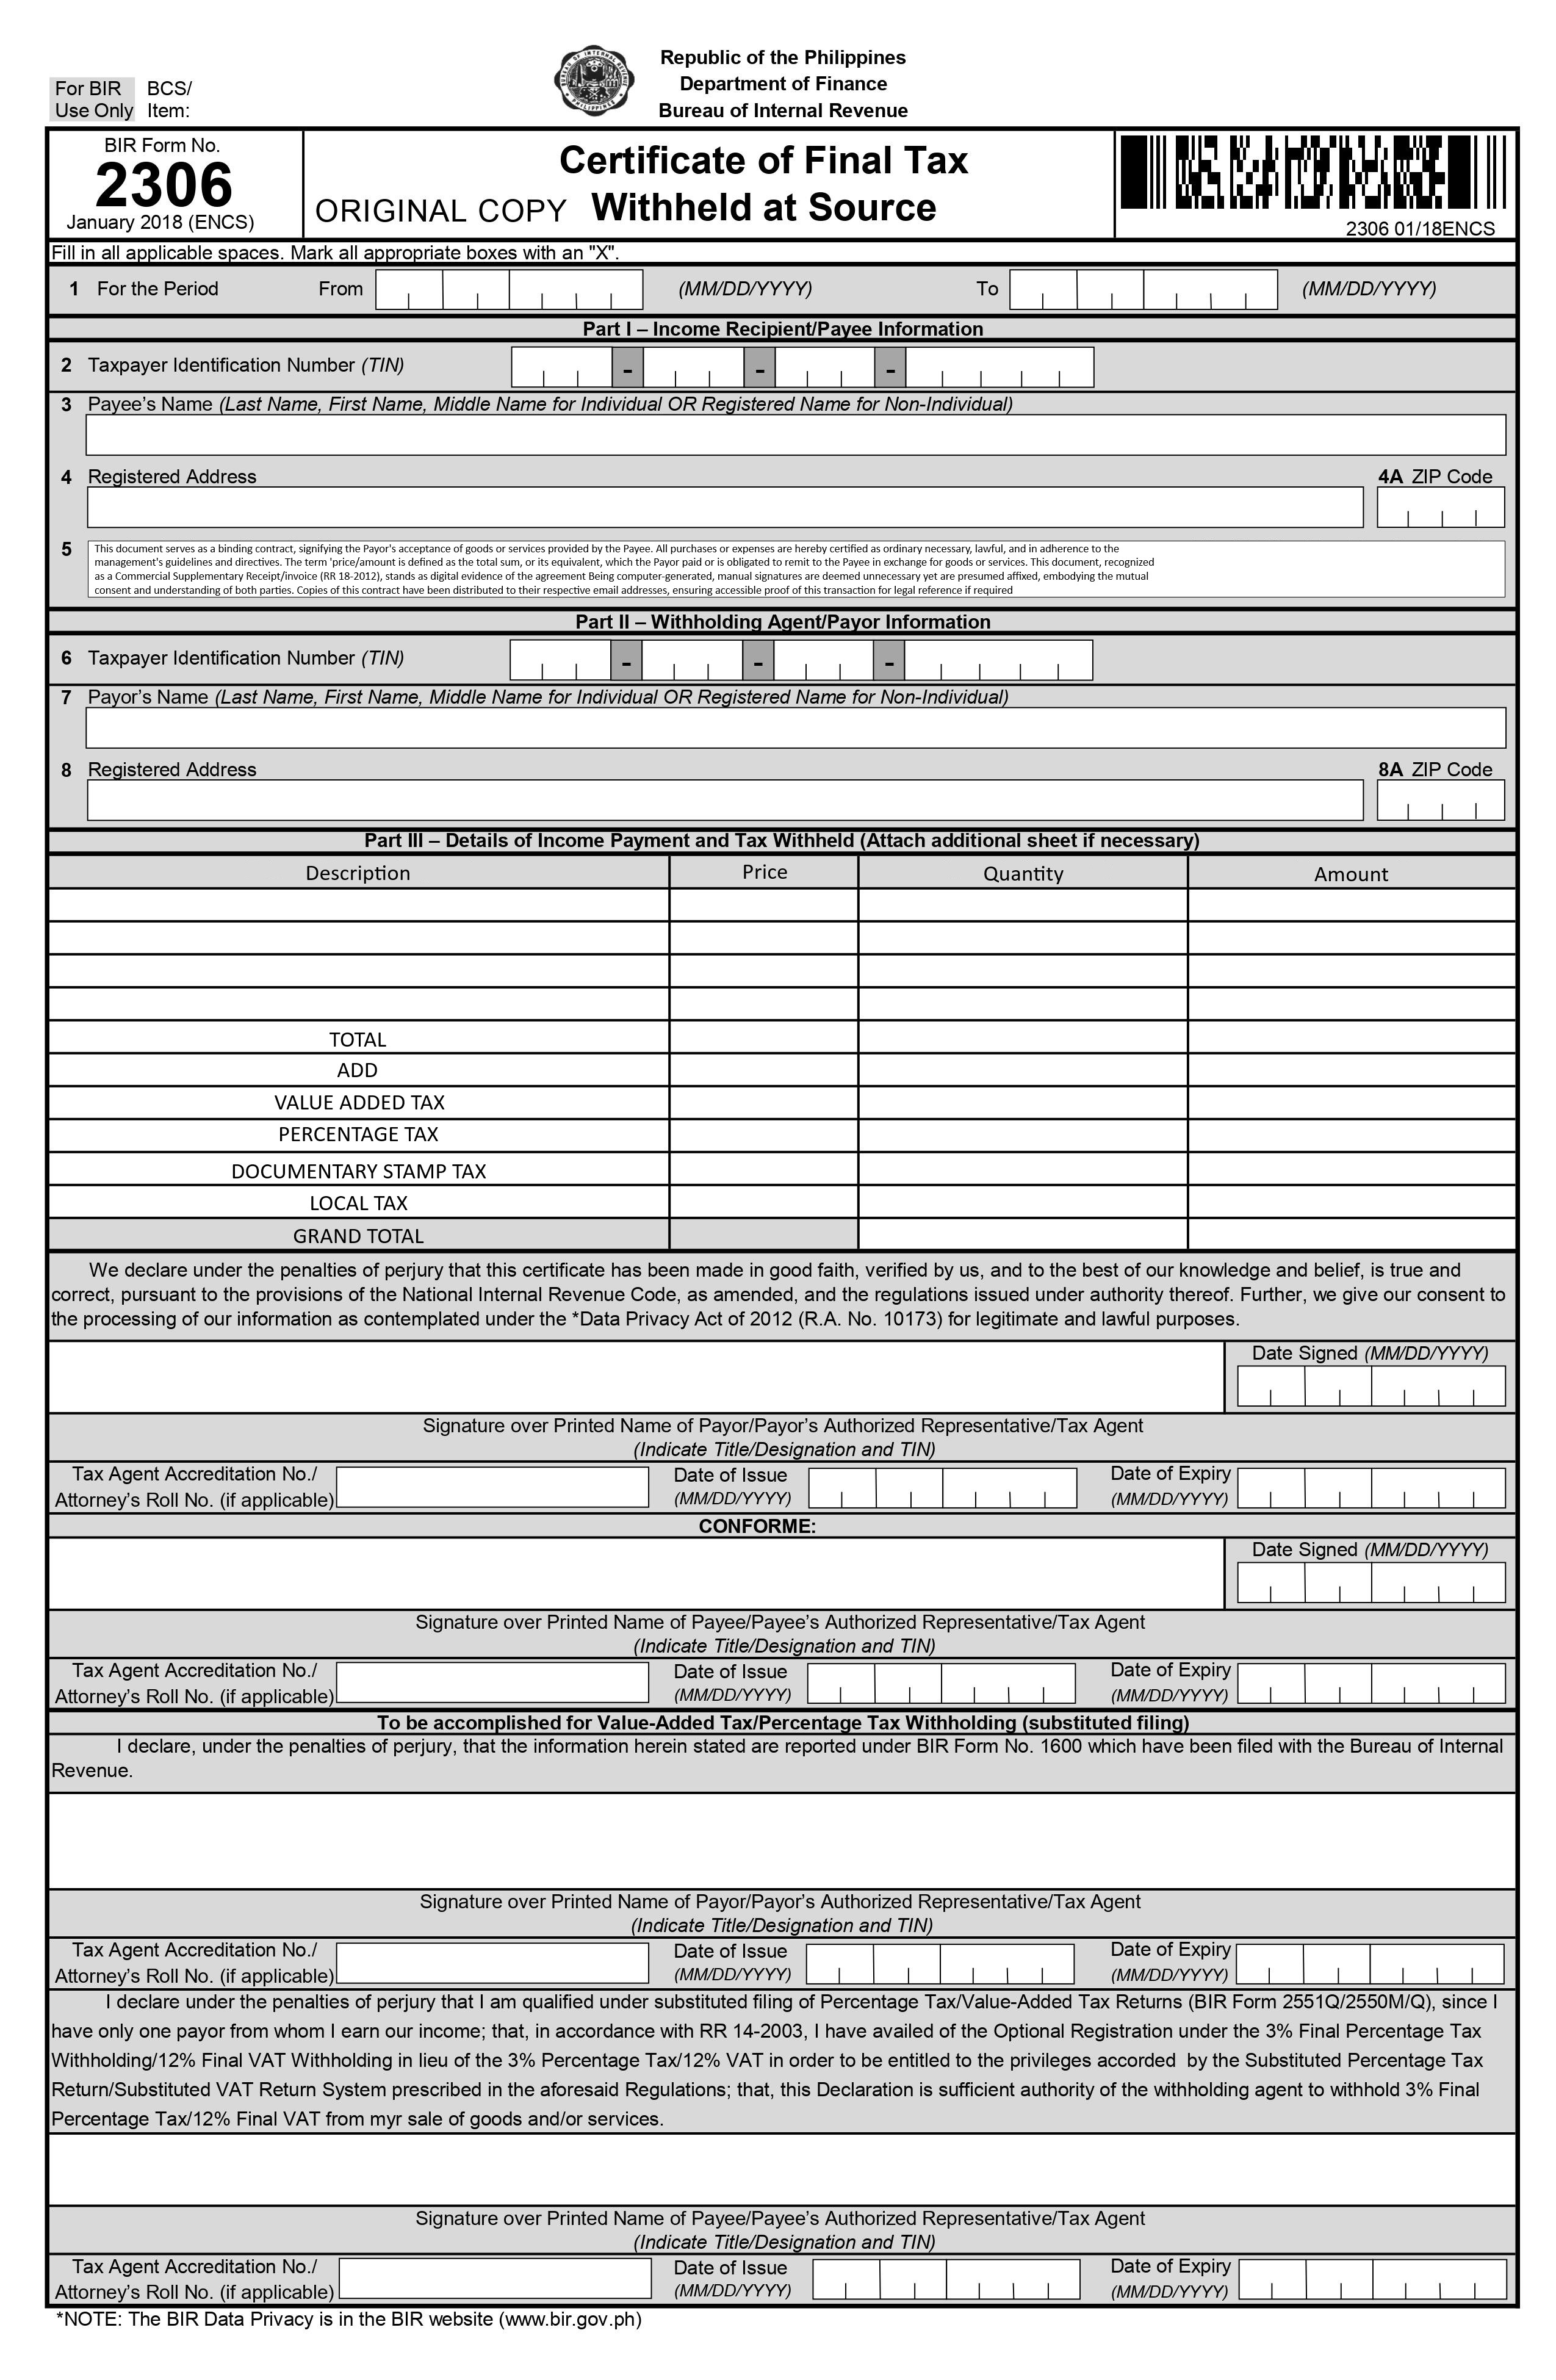 For BIR BCS/
Use Only Item:
Republic of the Philippines
Department of Finance
Bureau of Internal Revenue
BIR Form No.
2306
January 2018 (ENCS)
ORIGINAL COPY
Certificate of Final Tax
Withheld at Source
2306 01/18ENCS
Fill in all applicable spaces. Mark all appropriate boxes with an "X".
1 For the Period From (MM/DD/YYYY) To (MM/DD/YYYY)
Part I – Income Recipient/Payee Information
2 Taxpayer Identification Number (TIN) - - -
3 Payee's Name (Last Name, First Name, Middle Name for Individual OR Registered Name for Non-Individual)
4 Registered Address 4A ZIP Code
5 This document serves as a binding contract, signifying the Payor's acceptance of goods or services provided by the Payee. All purchases or expenses are hereby certified as ordinary necessary, lawful, and in adherence to the
management's guidelines and directives. The term 'price/amount is defined as the total sum, or its equivalent, which the Payor paid or is obligated to remit to the Payee in exchange for goods or services. This document, recognized
as a Commercial Supplementary Receipt/invoice (RR 18-2012), stands as digital evidence of the agreement Being computer-generated, manual signatures are deemed unnecessary yet are presumed affixed, embodying the mutual
consent and understanding of both parties. Copies of this contract have been distributed to their respective email addresses, ensuring accessible proof of this transaction for legal reference if required
Part II – Withholding Agent/Payor Information
6 Taxpayer Identification Number (TIN) - - -
7 Payor's Name (Last Name, First Name, Middle Name for Individual OR Registered Name for Non-Individual)
8 Registered Address 8A ZIP Code
Part III – Details of Income Payment and Tax Withheld (Attach additional sheet if necessary)
Description Price Quantity Amount
TOTAL
ADD
VALUE ADDED TAX
PERCENTAGE TAX
DOCUMENTARY STAMP TAX
LOCAL TAX
GRAND TOTAL
We declare under the penalties of perjury that this certificate has been made in good faith, verified by us, and to the best of our knowledge and belief, is true and
correct, pursuant to the provisions of the National Internal Revenue Code, as amended, and the regulations issued under authority thereof. Further, we give our consent to
the processing of our information as contemplated under the *Data Privacy Act of 2012 (R.A. No. 10173) for legitimate and lawful purposes.
Date Signed (MM/DD/YYYY)
Signature over Printed Name of Payor/Payor's Authorized Representative/Tax Agent
(Indicate Title/Designation and TIN)
Tax Agent Accreditation No./ Date of Issue Date of Expiry
Attorney's Roll No. (if applicable) (MM/DD/YYYY) (MM/DD/YYYY)
CONFORME:
Date Signed (MM/DD/YYYY)
Signature over Printed Name of Payee/Payee's Authorized Representative/Tax Agent
(Indicate Title/Designation and TIN)
Tax Agent Accreditation No./ Date of Issue Date of Expiry
Attorney's Roll No. (if applicable) (MM/DD/YYYY) (MM/DD/YYYY)
To be accomplished for Value-Added Tax/Percentage Tax Withholding (substituted filing)
I declare, under the penalties of perjury, that the information herein stated are reported under BIR Form No. 1600 which have been filed with the Bureau of Internal
Revenue.
Signature over Printed Name of Payor/Payor's Authorized Representative/Tax Agent
(Indicate Title/Designation and TIN)
Tax Agent Accreditation No./ Date of Issue Date of Expiry
Attorney's Roll No. (if applicable) (MM/DD/YYYY) (MM/DD/YYYY)
I declare under the penalties of perjury that I am qualified under substituted filing of Percentage Tax/Value-Added Tax Returns (BIR Form 2551Q/2550M/Q), since I
have only one payor from whom I earn our income; that, in accordance with RR 14-2003, I have availed of the Optional Registration under the 3% Final Percentage Tax
Withholding/12% Final VAT Withholding in lieu of the 3% Percentage Tax/12% VAT in order to be entitled to the privileges accorded by the Substituted Percentage Tax
Return/Substituted VAT Return System prescribed in the aforesaid Regulations; that, this Declaration is sufficient authority of the withholding agent to withhold 3% Final
Percentage Tax/12% Final VAT from myr sale of goods and/or services.
Signature over Printed Name of Payee/Payee's Authorized Representative/Tax Agent
(Indicate Title/Designation and TIN)
Tax Agent Accreditation No./ Date of Issue Date of Expiry
Attorney's Roll No. (if applicable) (MM/DD/YYYY) (MM/DD/YYYY)
*NOTE: The BIR Data Privacy is in the BIR website (www.bir.gov.ph)